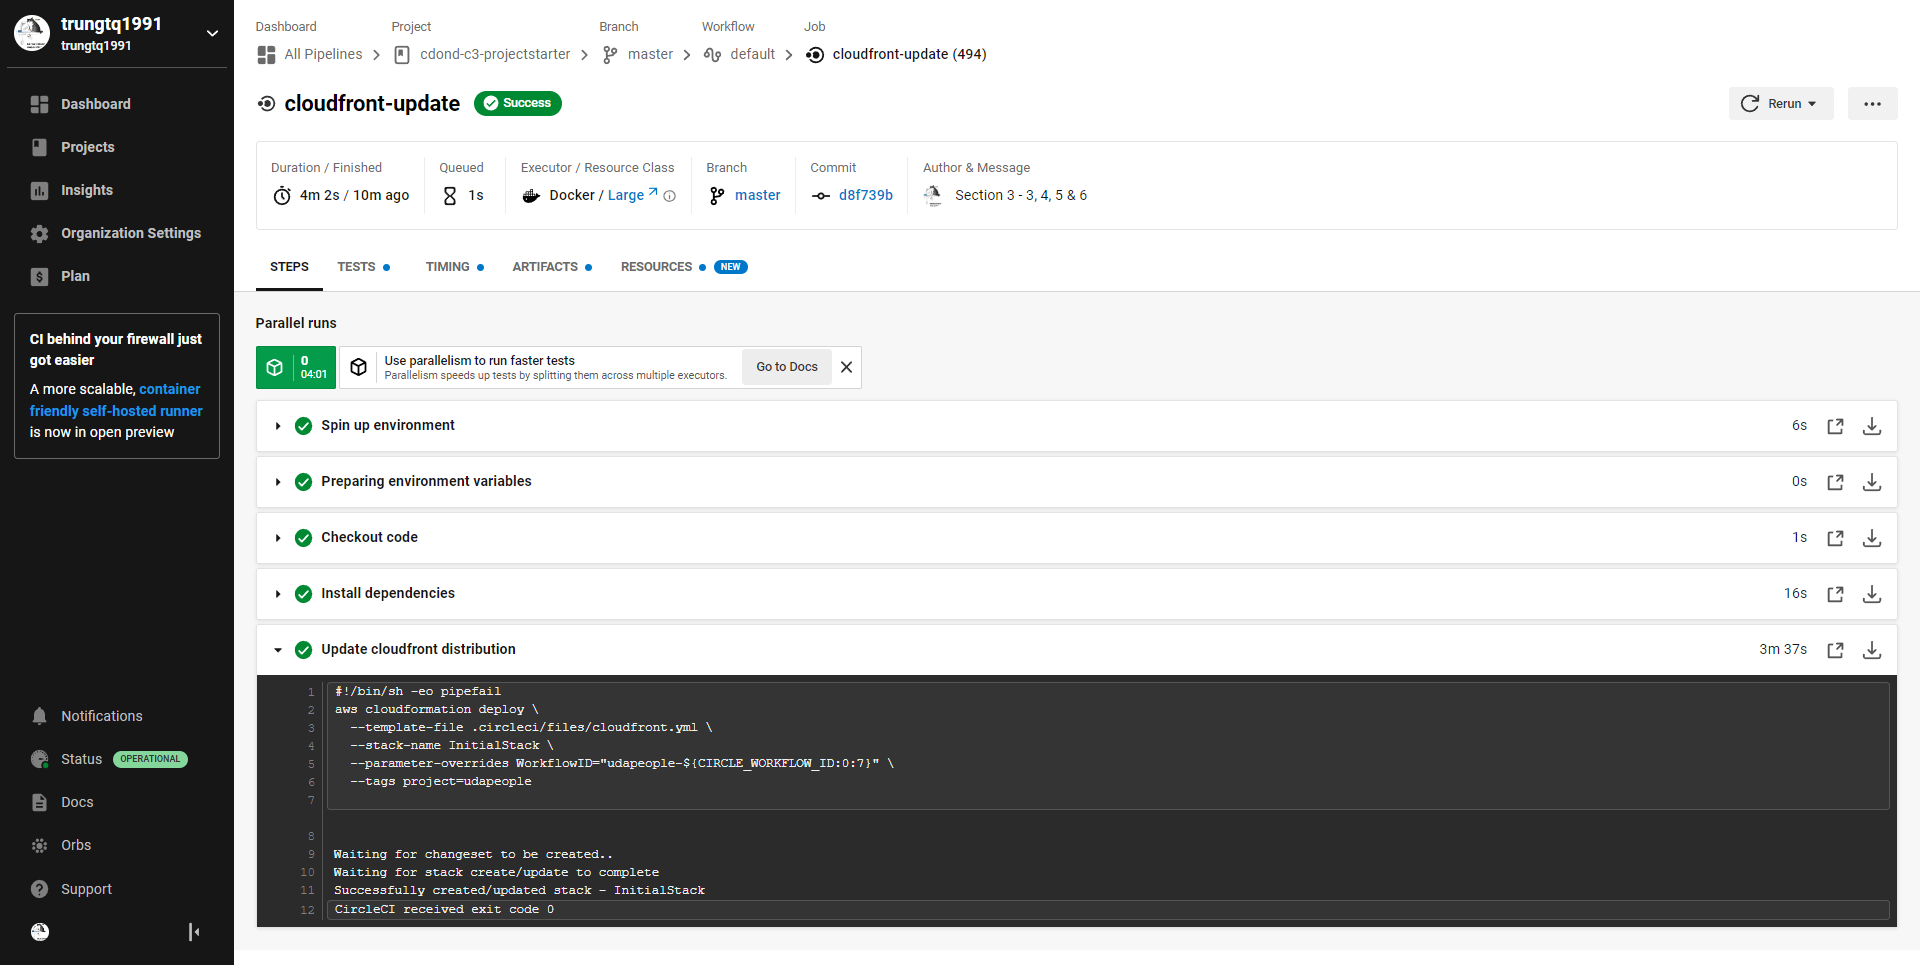 trungtq1991
trungtq1991
Dashboard
Projects
Insights
Organization Settings
Plan
CI behind your firewall just
got easier
A more scalable, container
friendly self-hosted runner
is now in open preview
Notifications
Status OPERATIONAL
Docs
Orbs
Support
Dashboard Project Branch Workflow Job
All Pipelines cdond-c3-projectstarter master default cloudfront-update (494)
cloudfront-update Success
Rerun
Duration / Finished Queued Executor / Resource Class Branch Commit Author & Message
4m 2s / 10m ago 1s Docker / Large master d8f739b Section 3 - 3, 4, 5 & 6
STEPS TESTS TIMING ARTIFACTS RESOURCES NEW
Parallel runs
0
04:01
Use parallelism to run faster tests
Parallelism speeds up tests by splitting them across multiple executors.
Go to Docs
Spin up environment 6s
Preparing environment variables 0s
Checkout code 1s
Install dependencies 16s
Update cloudfront distribution 3m 37s
1 #!/bin/sh -eo pipefail
2 aws cloudformation deploy \
3 --template-file .circleci/files/cloudfront.yml \
4 --stack-name InitialStack \
5 --parameter-overrides WorkflowID="udapeople-${CIRCLE_WORKFLOW_ID:0:7}" \
6 --tags project=udapeople
7
8
9 Waiting for changeset to be created..
10 Waiting for stack create/update to complete
11 Successfully created/updated stack - InitialStack
12 CircleCI received exit code 0